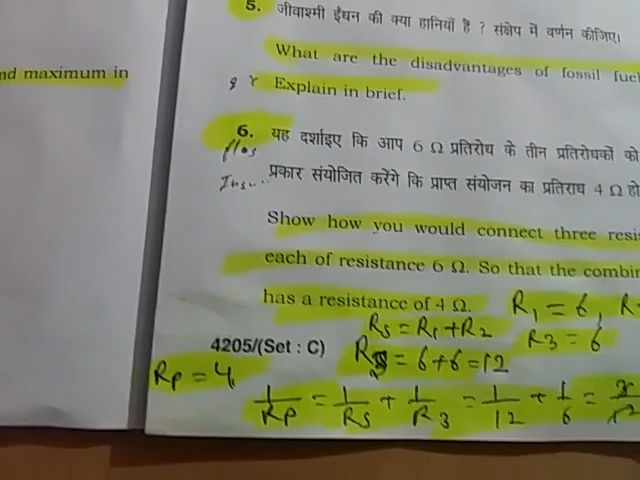 nd maximum in
5. जीवाश्मी ईंधन की क्या हानियाँ हैं ? संक्षेप में वर्णन कीजिए।
What are the disadvantages of fossil fuel
Explain in brief.
6. यह दर्शाइए कि आप 6 Ω प्रतिरोध के तीन प्रतिरोधकों को
प्रकार संयोजित करेंगे कि प्राप्त संयोजन का प्रतिराध 4 Ω हो
Show how you would connect three resi
each of resistance 6 Ω. So that the combin
has a resistance of 4 Ω.
R1 = 6, R
Rs = R1 + R2
R3 = 6
4205/(Set : C)
Rs = 6+6 = 12
Rp = 4
1/Rp = 1/Rs + 1/R3 = 1/12 + 1/6 =